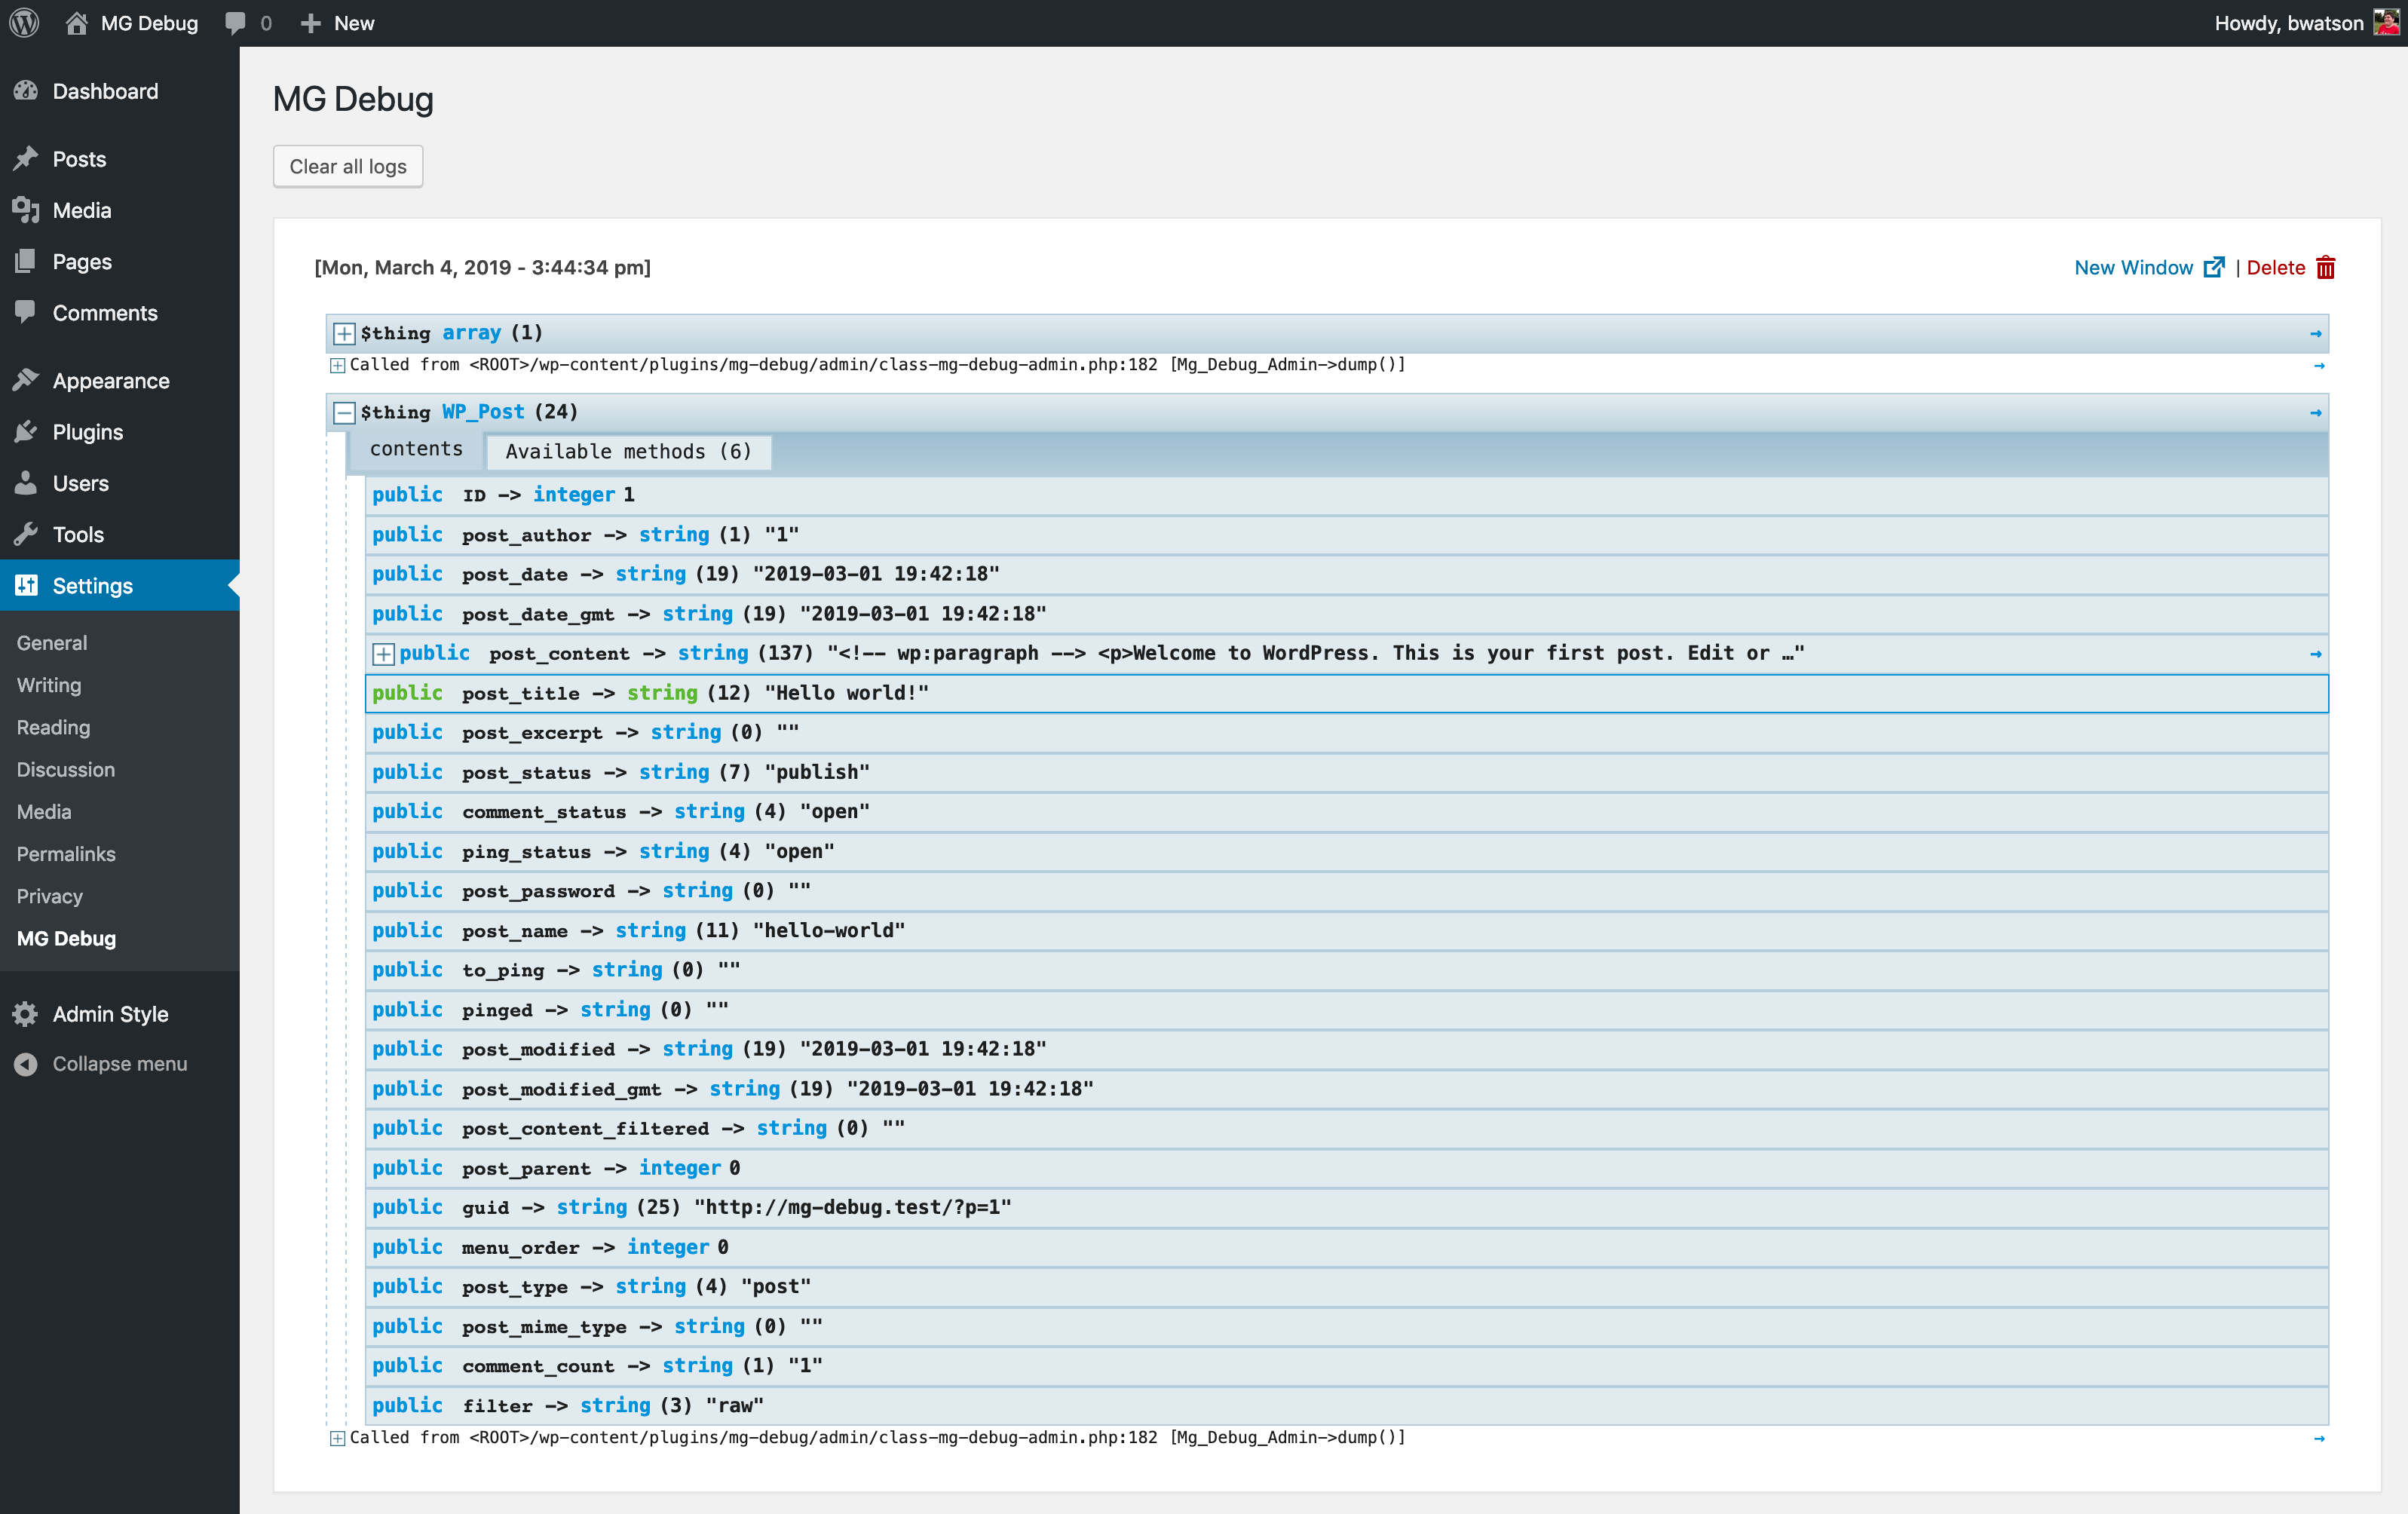 MG Debug 0 New Howdy, bwatson
Dashboard
Posts
Media
Pages
Comments
Appearance
Plugins
Users
Tools
Settings
General
Writing
Reading
Discussion
Media
Permalinks
Privacy
MG Debug
Admin Style
Collapse menu
MG Debug
Clear all logs
[Mon, March 4, 2019 - 3:44:34 pm] New Window | Delete
$thing array (1) →
Called from <ROOT>/wp-content/plugins/mg-debug/admin/class-mg-debug-admin.php:182 [Mg_Debug_Admin->dump()] →
$thing WP_Post (24) →
contents Available methods (6)
public ID -> integer 1
public post_author -> string (1) "1"
public post_date -> string (19) "2019-03-01 19:42:18"
public post_date_gmt -> string (19) "2019-03-01 19:42:18"
public post_content -> string (137) "<!-- wp:paragraph --> <p>Welcome to WordPress. This is your first post. Edit or …" →
public post_title -> string (12) "Hello world!"
public post_excerpt -> string (0) ""
public post_status -> string (7) "publish"
public comment_status -> string (4) "open"
public ping_status -> string (4) "open"
public post_password -> string (0) ""
public post_name -> string (11) "hello-world"
public to_ping -> string (0) ""
public pinged -> string (0) ""
public post_modified -> string (19) "2019-03-01 19:42:18"
public post_modified_gmt -> string (19) "2019-03-01 19:42:18"
public post_content_filtered -> string (0) ""
public post_parent -> integer 0
public guid -> string (25) "http://mg-debug.test/?p=1"
public menu_order -> integer 0
public post_type -> string (4) "post"
public post_mime_type -> string (0) ""
public comment_count -> string (1) "1"
public filter -> string (3) "raw"
Called from <ROOT>/wp-content/plugins/mg-debug/admin/class-mg-debug-admin.php:182 [Mg_Debug_Admin->dump()] →